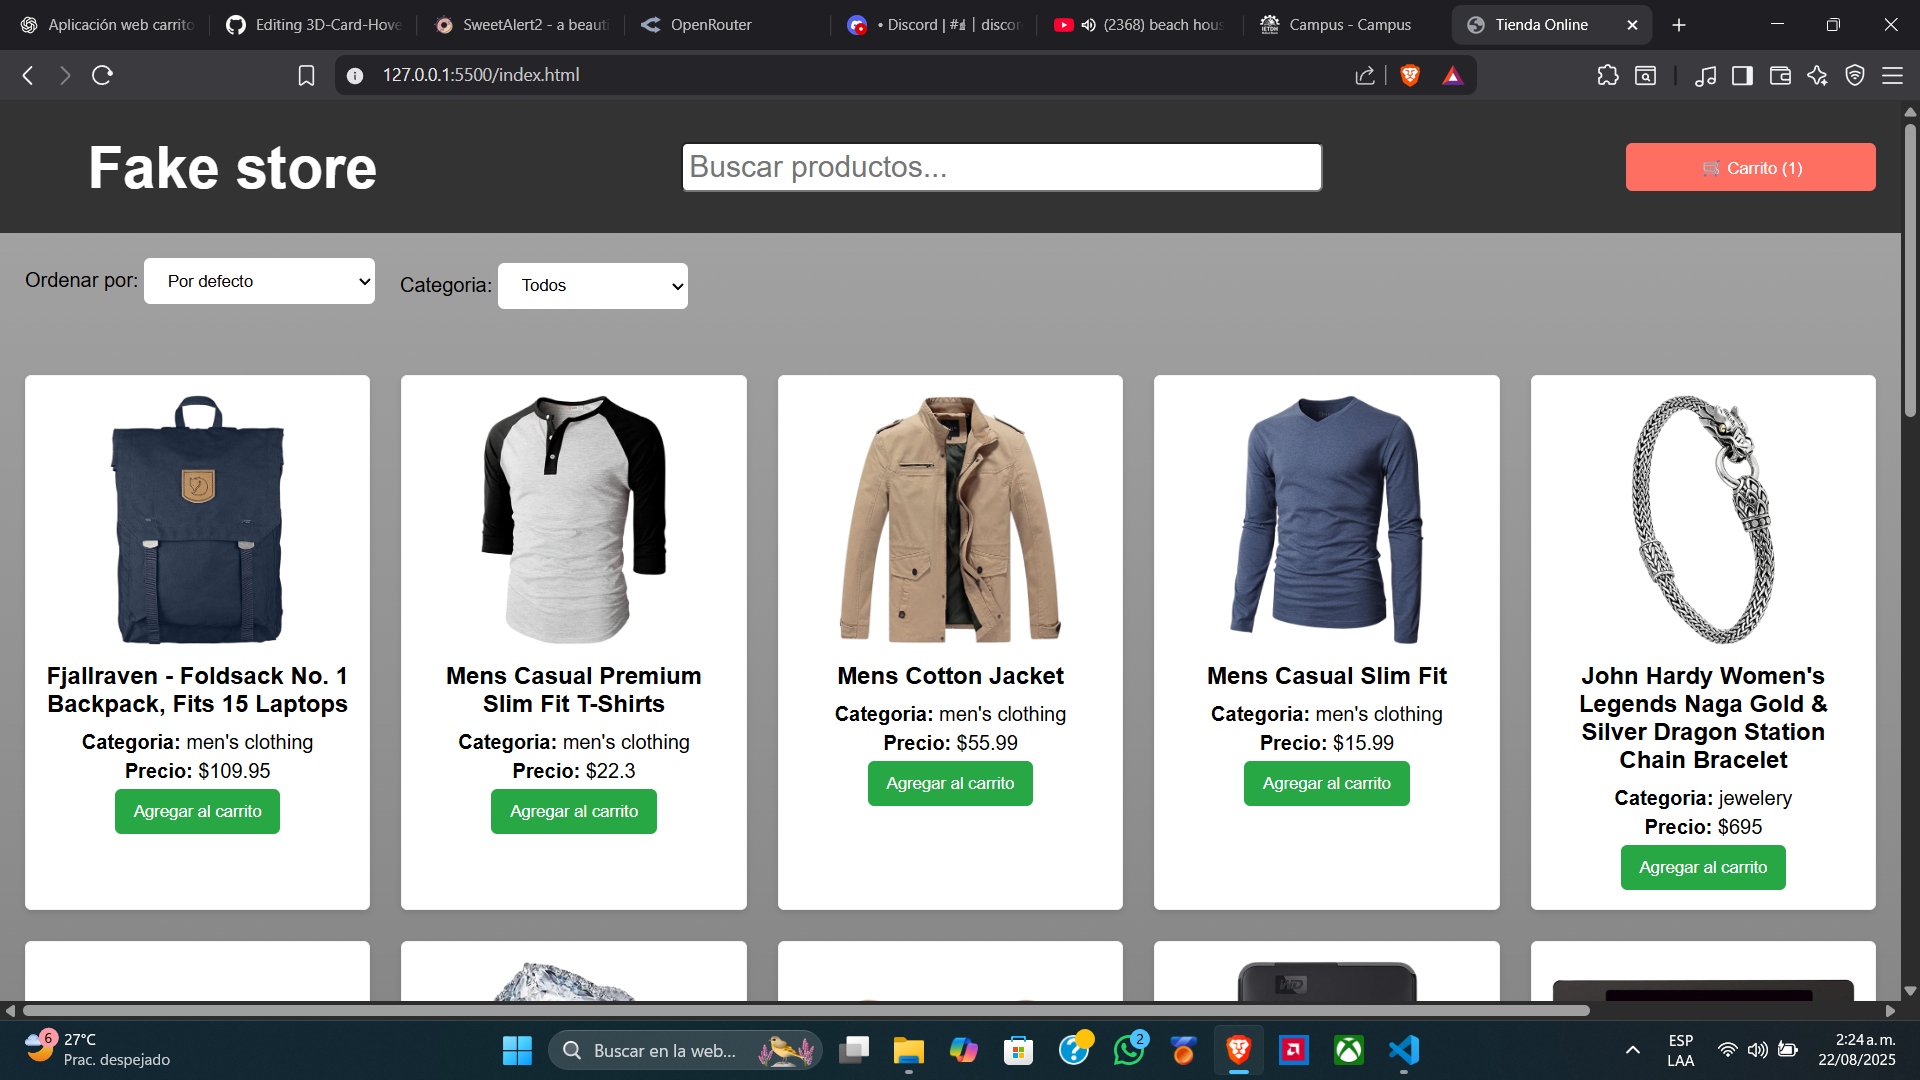 Aplicación web carrito
Editing 3D-Card-Hove
SweetAlert2 - a beauti
OpenRouter
• Discord | #
| discor
(2368) beach hous
Campus - Campus
Tienda Online
127.0.0.1:5500/index.html
Fake store
Buscar productos...
🛒 Carrito (1)
Ordenar por:
Por defecto
Categoria:
Todos
Fjallraven - Foldsack No. 1
Backpack, Fits 15 Laptops
Categoria: men's clothing
Precio: $109.95
Agregar al carrito
Mens Casual Premium
Slim Fit T-Shirts
Categoria: men's clothing
Precio: $22.3
Agregar al carrito
Mens Cotton Jacket
Categoria: men's clothing
Precio: $55.99
Agregar al carrito
Mens Casual Slim Fit
Categoria: men's clothing
Precio: $15.99
Agregar al carrito
John Hardy Women's
Legends Naga Gold &
Silver Dragon Station
Chain Bracelet
Categoria: jewelery
Precio: $695
Agregar al carrito
WD
6
27°C
Prac. despejado
Buscar en la web...
2
ESP
LAA
2:24 a. m.
22/08/2025